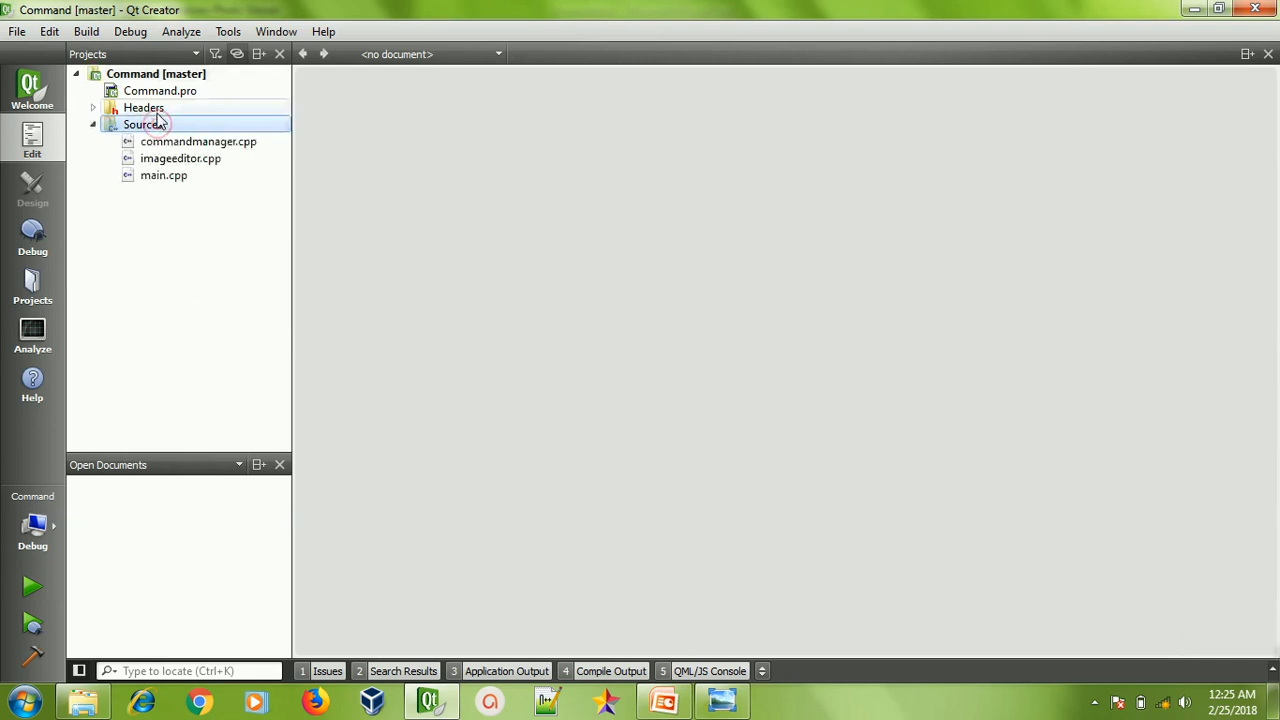 Command [master] - Qt Creator
File Edit Build Debug Analyze Tools Window Help
Projects <no document>
Qt
Welcome
Edit
Design
Debug
Projects
Analyze
Help
Command [master]
Command.pro
Headers
Source
commandmanager.cpp
imageeditor.cpp
main.cpp
Open Documents
Command
Debug
Type to locate (Ctrl+K) 1 Issues 2 Search Results 3 Application Output 4 Compile Output 5 QML/JS Console
12:25 AM
2/25/2018